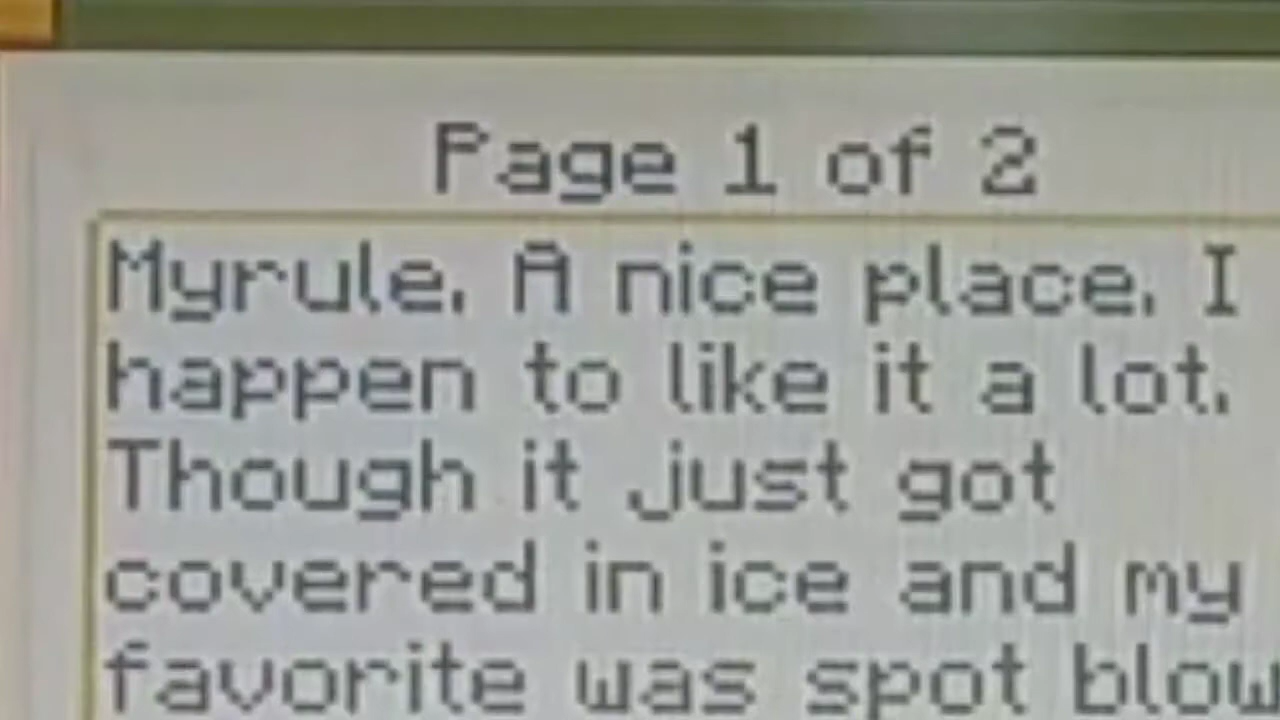 Page 1 of 2
Myrule. A nice place. I
happen to like it a lot.
Though it just got
covered in ice and my
favorite was spot blow